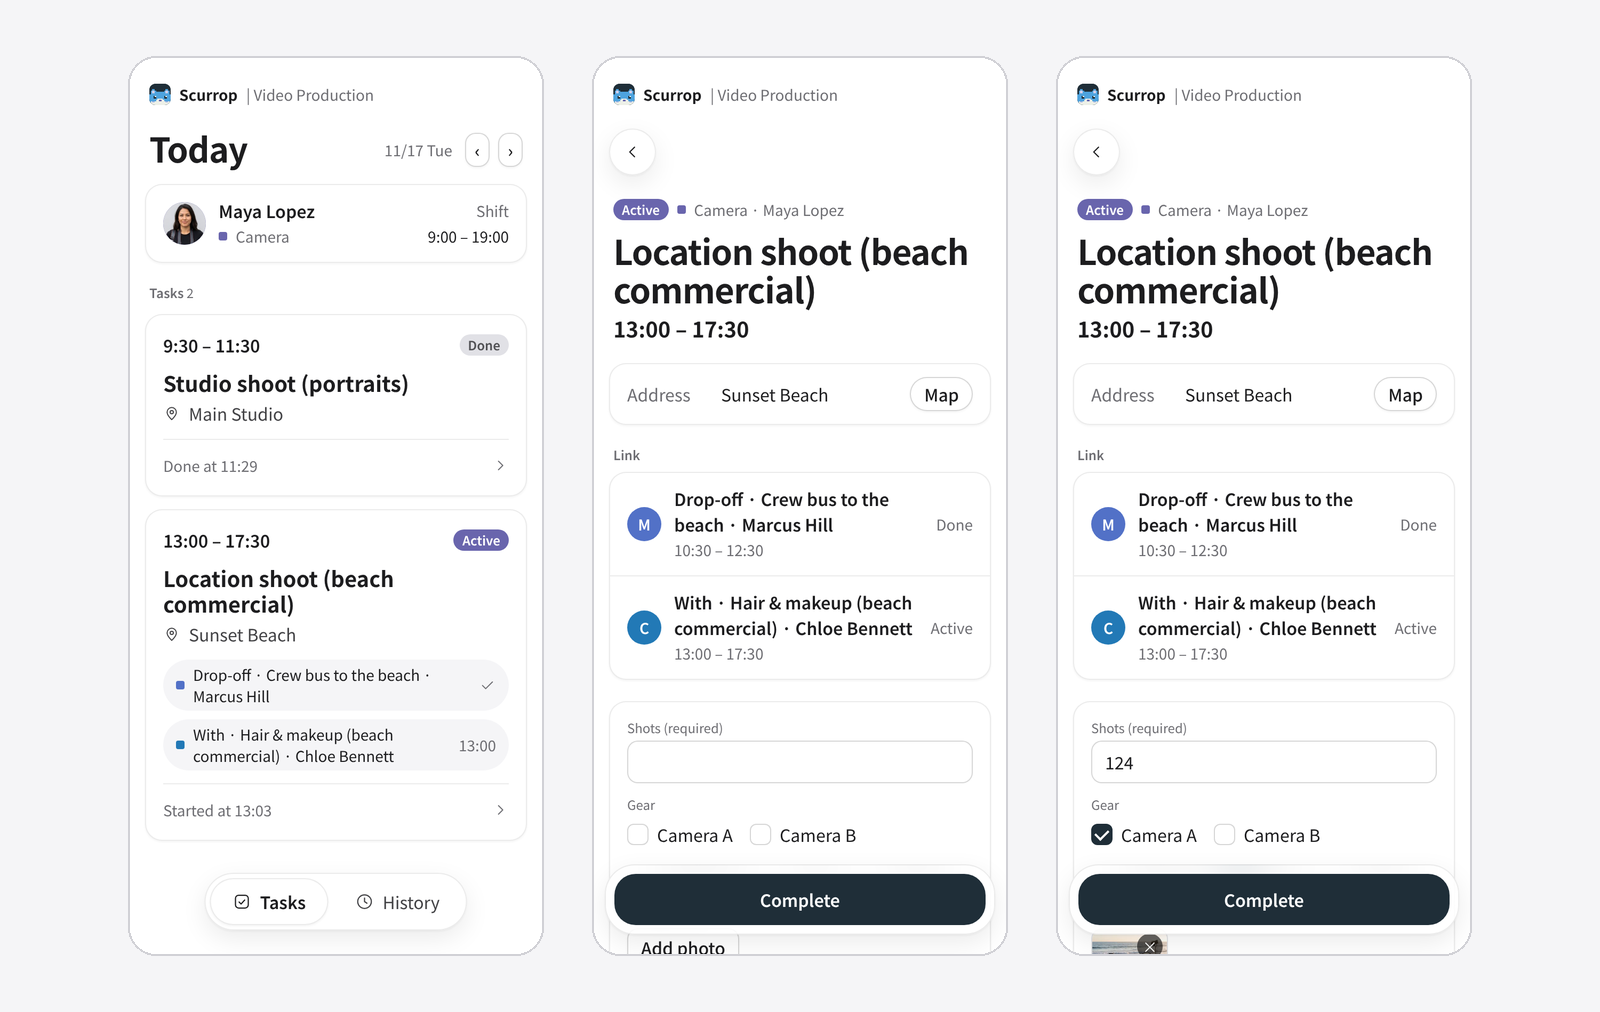 Scurrop | Video Production
Today
11/17 Tue
‹ ›
Maya Lopez
Shift
Camera
9:00 – 19:00
Tasks 2
9:30 – 11:30
Done
Studio shoot (portraits)
Main Studio
Done at 11:29
13:00 – 17:30
Active
Location shoot (beach
commercial)
Sunset Beach
Drop-off · Crew bus to the beach ·
Marcus Hill
With · Hair & makeup (beach
commercial) · Chloe Bennett
13:00
Started at 13:03
Tasks
History
Scurrop | Video Production
Active
Camera · Maya Lopez
Location shoot (beach
commercial)
13:00 – 17:30
Address
Sunset Beach
Map
Link
M
Drop-off · Crew bus to the
beach · Marcus Hill
Done
10:30 – 12:30
C
With · Hair & makeup (beach
commercial) · Chloe Bennett
Active
13:00 – 17:30
Shots (required)
Gear
Camera A
Camera B
Complete
Add photo
Scurrop | Video Production
Active
Camera · Maya Lopez
Location shoot (beach
commercial)
13:00 – 17:30
Address
Sunset Beach
Map
Link
M
Drop-off · Crew bus to the
beach · Marcus Hill
Done
10:30 – 12:30
C
With · Hair & makeup (beach
commercial) · Chloe Bennett
Active
13:00 – 17:30
Shots (required)
124
Gear
Camera A
Camera B
Complete